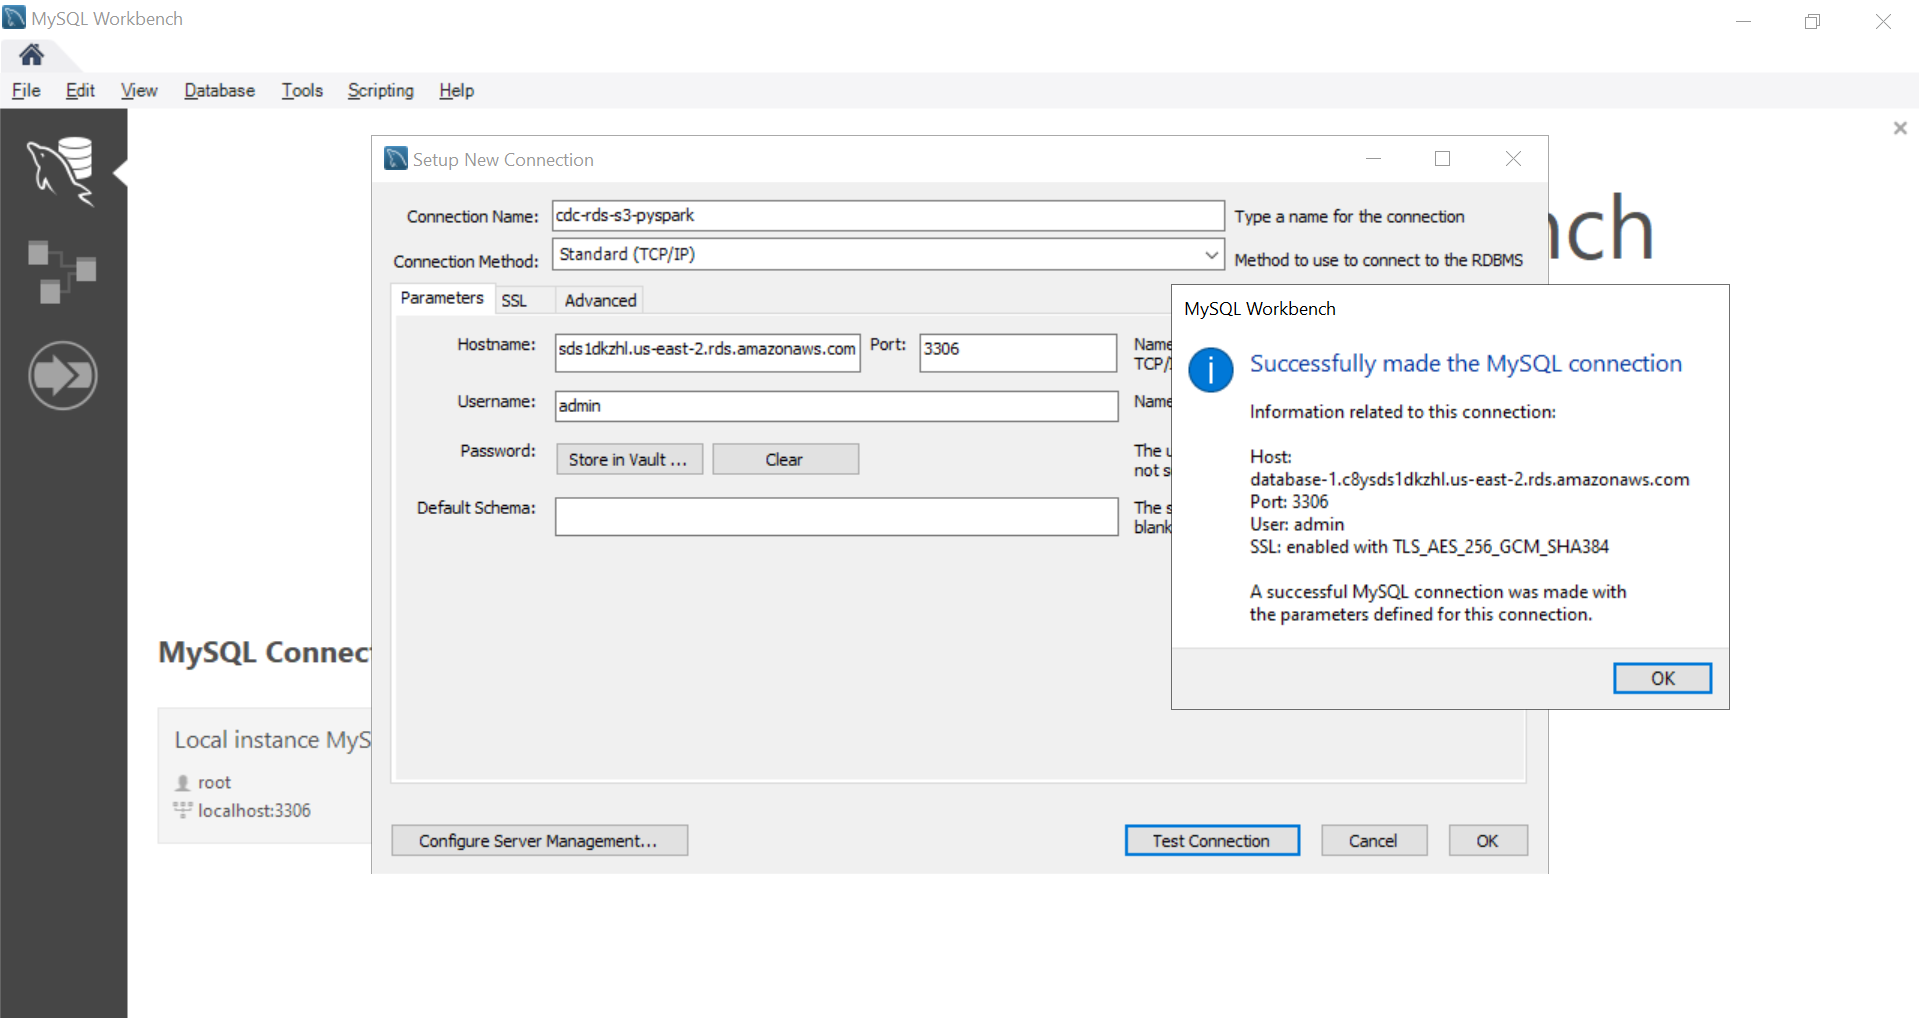 MySQL Workbench
File Edit View Database Tools Scripting Help
Setup New Connection
Connection Name: cdc-rds-s3-pyspark Type a name for the connection
Connection Method: Standard (TCP/IP) Method to use to connect to the RDBMS
nch
Parameters SSL Advanced
Hostname: sds1dkzhl.us-east-2.rds.amazonaws.com Port: 3306 Name
TCP/
Username: admin Name
Password: Store in Vault ... Clear The u
not s
Default Schema: The s
blank
MySQL Workbench
Successfully made the MySQL connection
Information related to this connection:
Host:
database-1.c8ysds1dkzhl.us-east-2.rds.amazonaws.com
Port: 3306
User: admin
SSL: enabled with TLS_AES_256_GCM_SHA384
A successful MySQL connection was made with
the parameters defined for this connection.
OK
MySQL Connect
Local instance MyS
root
localhost:3306
Configure Server Management... Test Connection Cancel OK